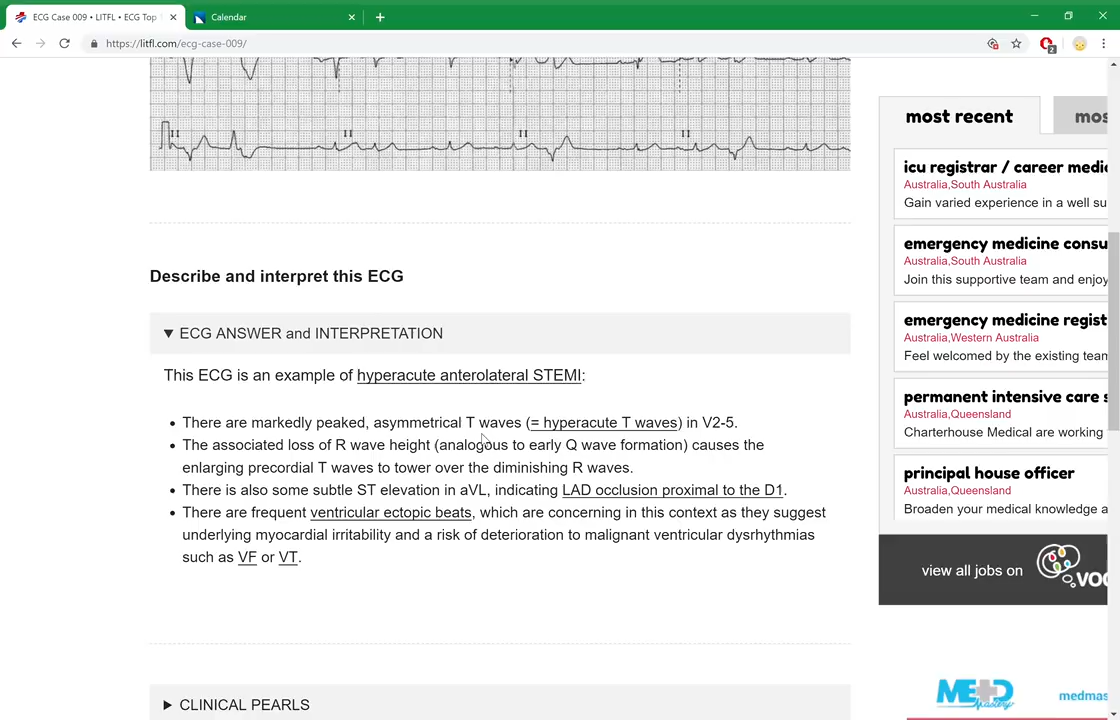 ECG Case 009 • LITFL • ECG Top
Calendar
https://litfl.com/ecg-case-009/
2
II II II II
most recent
icu registrar / career
Australia,South Australia
Gain varied experience in a well
emergency medicine
Australia,South Australia
Join this supportive team and enjoy
emergency medicine
Australia,Western Australia
Feel welcomed by the existing team
permanent intensive care
Australia,Queensland
Charterhouse Medical are working
principal house officer
Australia,Queensland
Broaden your medical knowledge
view all jobs on
Describe and interpret this ECG
▼ ECG ANSWER and INTERPRETATION
This ECG is an example of hyperacute anterolateral STEMI:
• There are markedly peaked, asymmetrical T waves (= hyperacute T waves) in V2-5.
• The associated loss of R wave height (analogous to early Q wave formation) causes the
enlarging precordial T waves to tower over the diminishing R waves.
• There is also some subtle ST elevation in aVL, indicating LAD occlusion proximal to the D1.
• There are frequent ventricular ectopic beats, which are concerning in this context as they suggest
underlying myocardial irritability and a risk of deterioration to malignant ventricular dysrhythmias
such as VF or VT.
▶ CLINICAL PEARLS
MED
Mastery